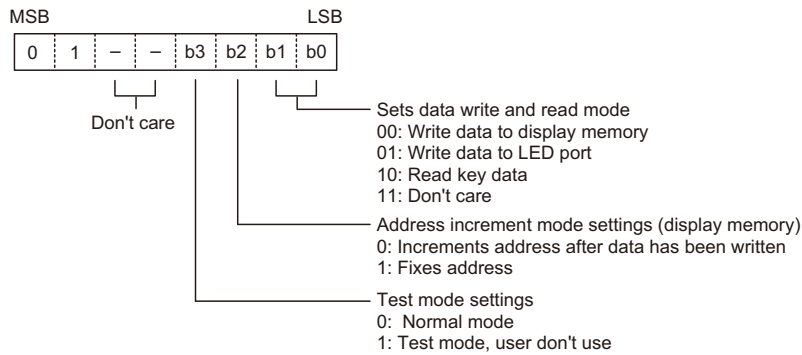 MSB LSB
0 1 – – b3 b2 b1 b0
Don't care
Sets data write and read mode
00: Write data to display memory
01: Write data to LED port
10: Read key data
11: Don't care
Address increment mode settings (display memory)
0: Increments address after data has been written
1: Fixes address
Test mode settings
0: Normal mode
1: Test mode, user don't use